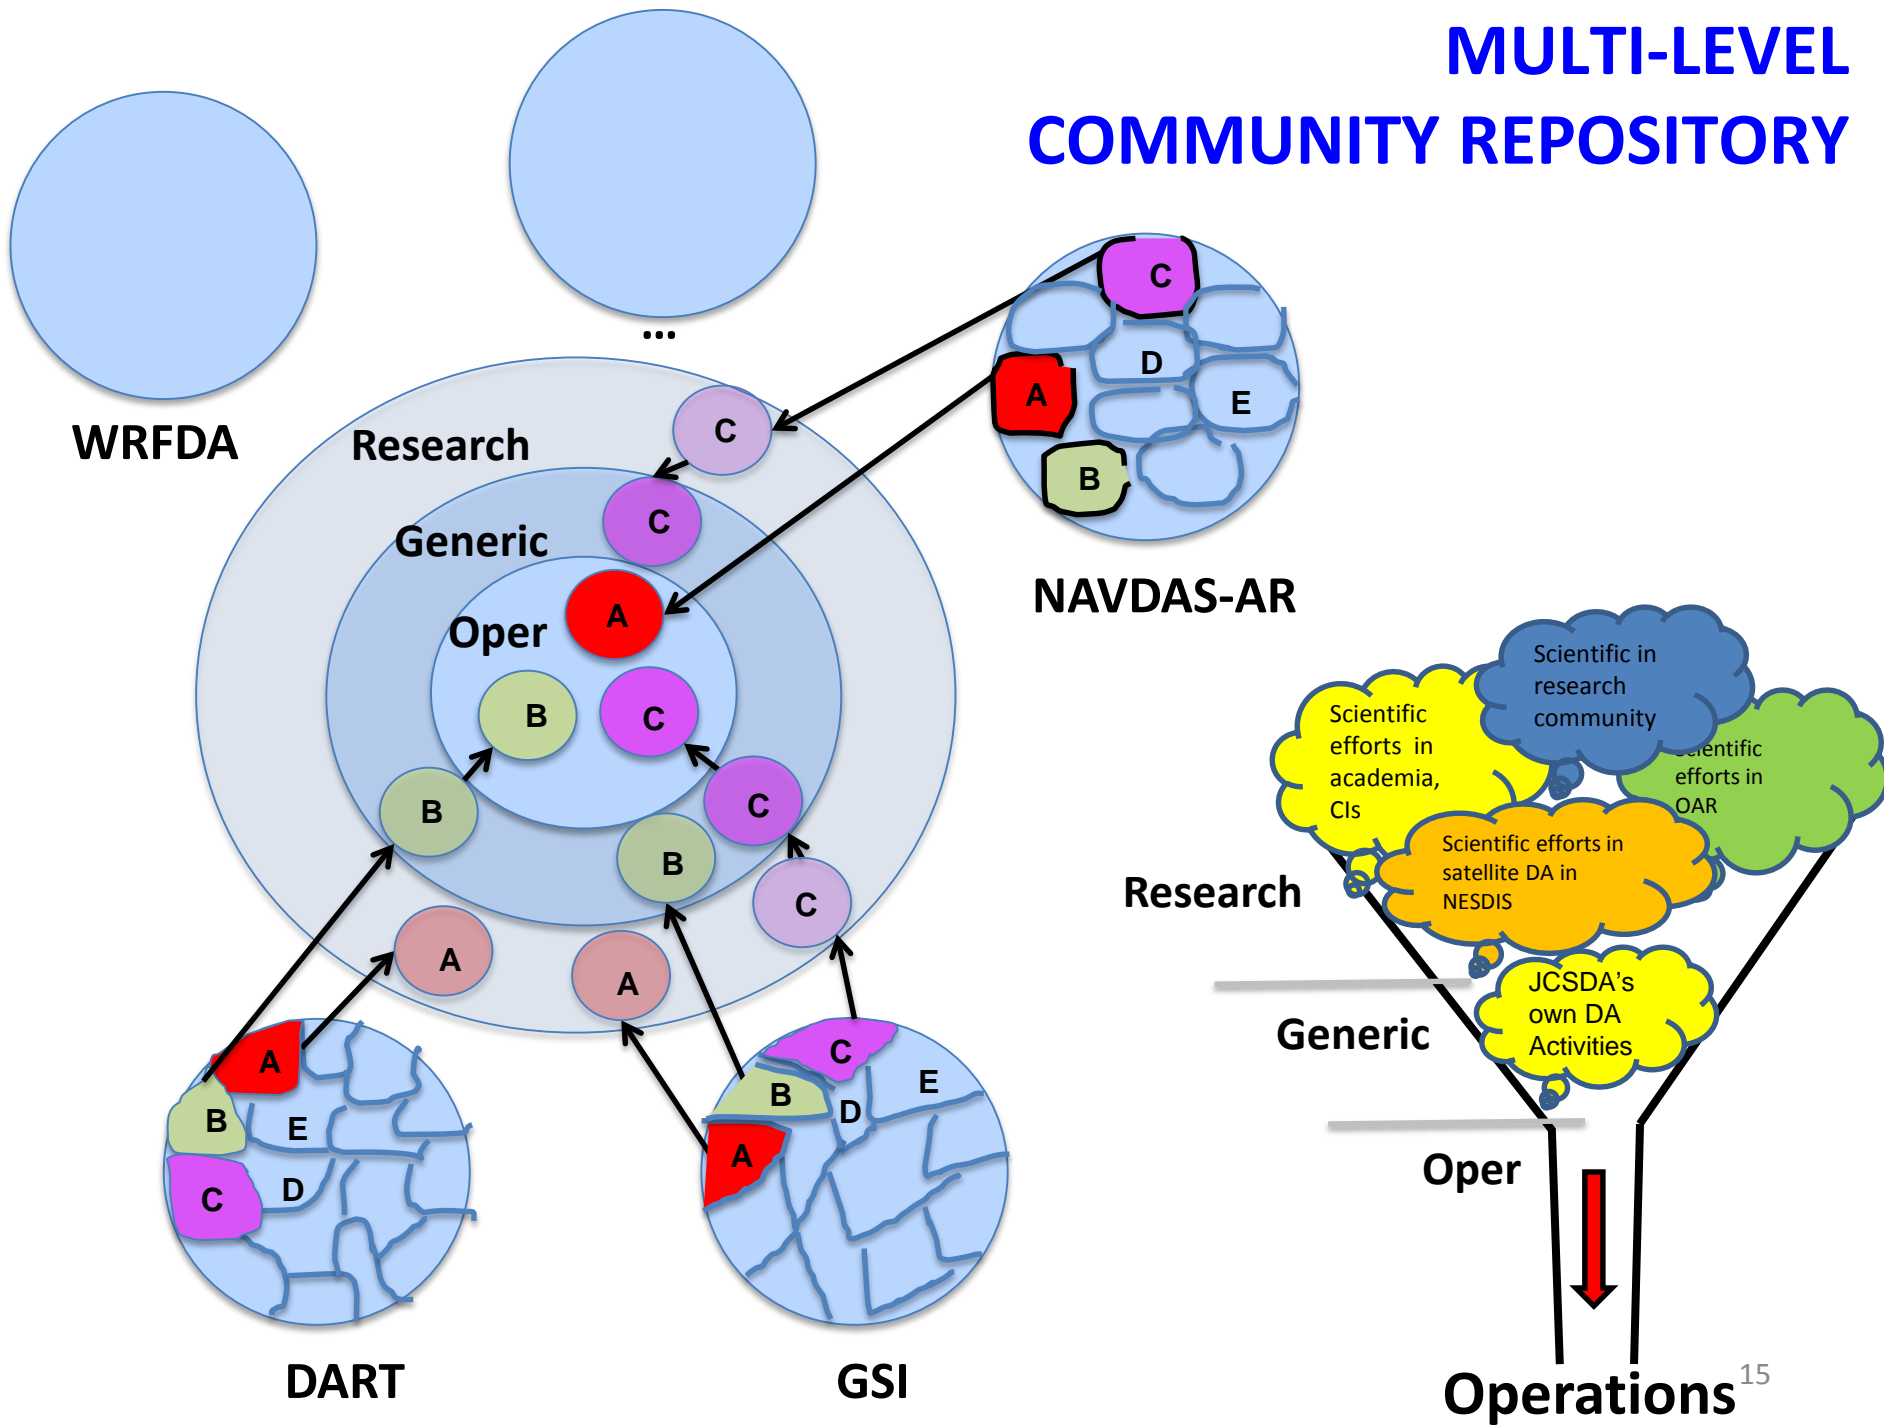 MULTI-LEVEL
COMMUNITY REPOSITORY
...
WRFDA
Research
C
C
Generic
A
Oper
B
C
B
C
B
C
A
A
C
D
A
E
B
NAVDAS-AR
A
B
E
C
D
DART
C
B
D
E
A
GSI
Scientific in
research
community
Scientific
efforts in
academia,
CIs
Scientific
efforts in
OAR
Scientific efforts in
satellite DA in
NESDIS
JCSDA's
own DA
Activities
Research
Generic
Oper
Operations
15